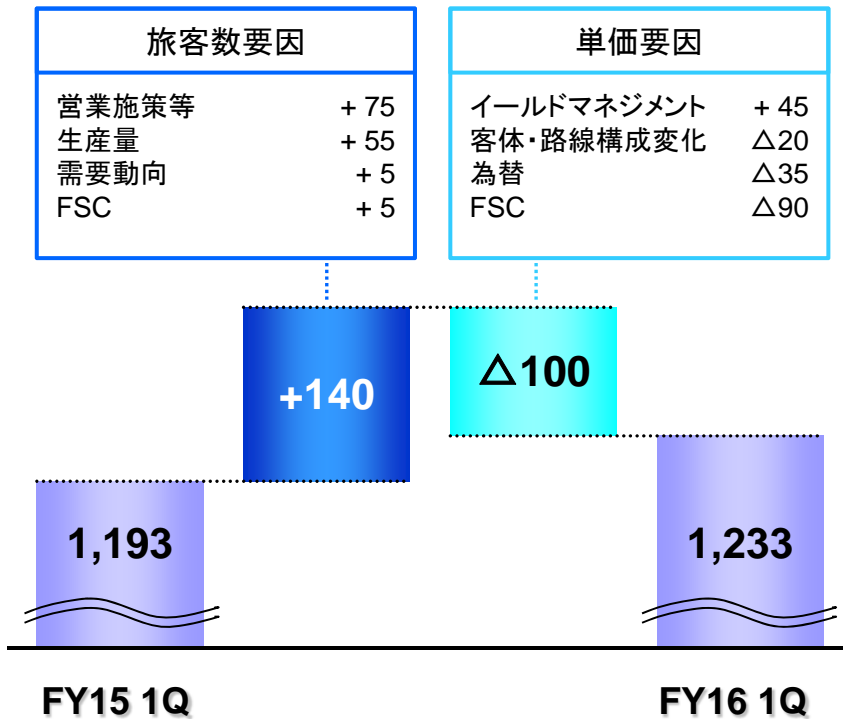 旅客数要因
営業施策等 + 75
生産量 + 55
需要動向 + 5
FSC + 5
単価要因
イールドマネジメント + 45
客体・路線構成変化 △20
為替 △35
FSC △90
+140
△100
1,193
1,233
FY15 1Q
FY16 1Q